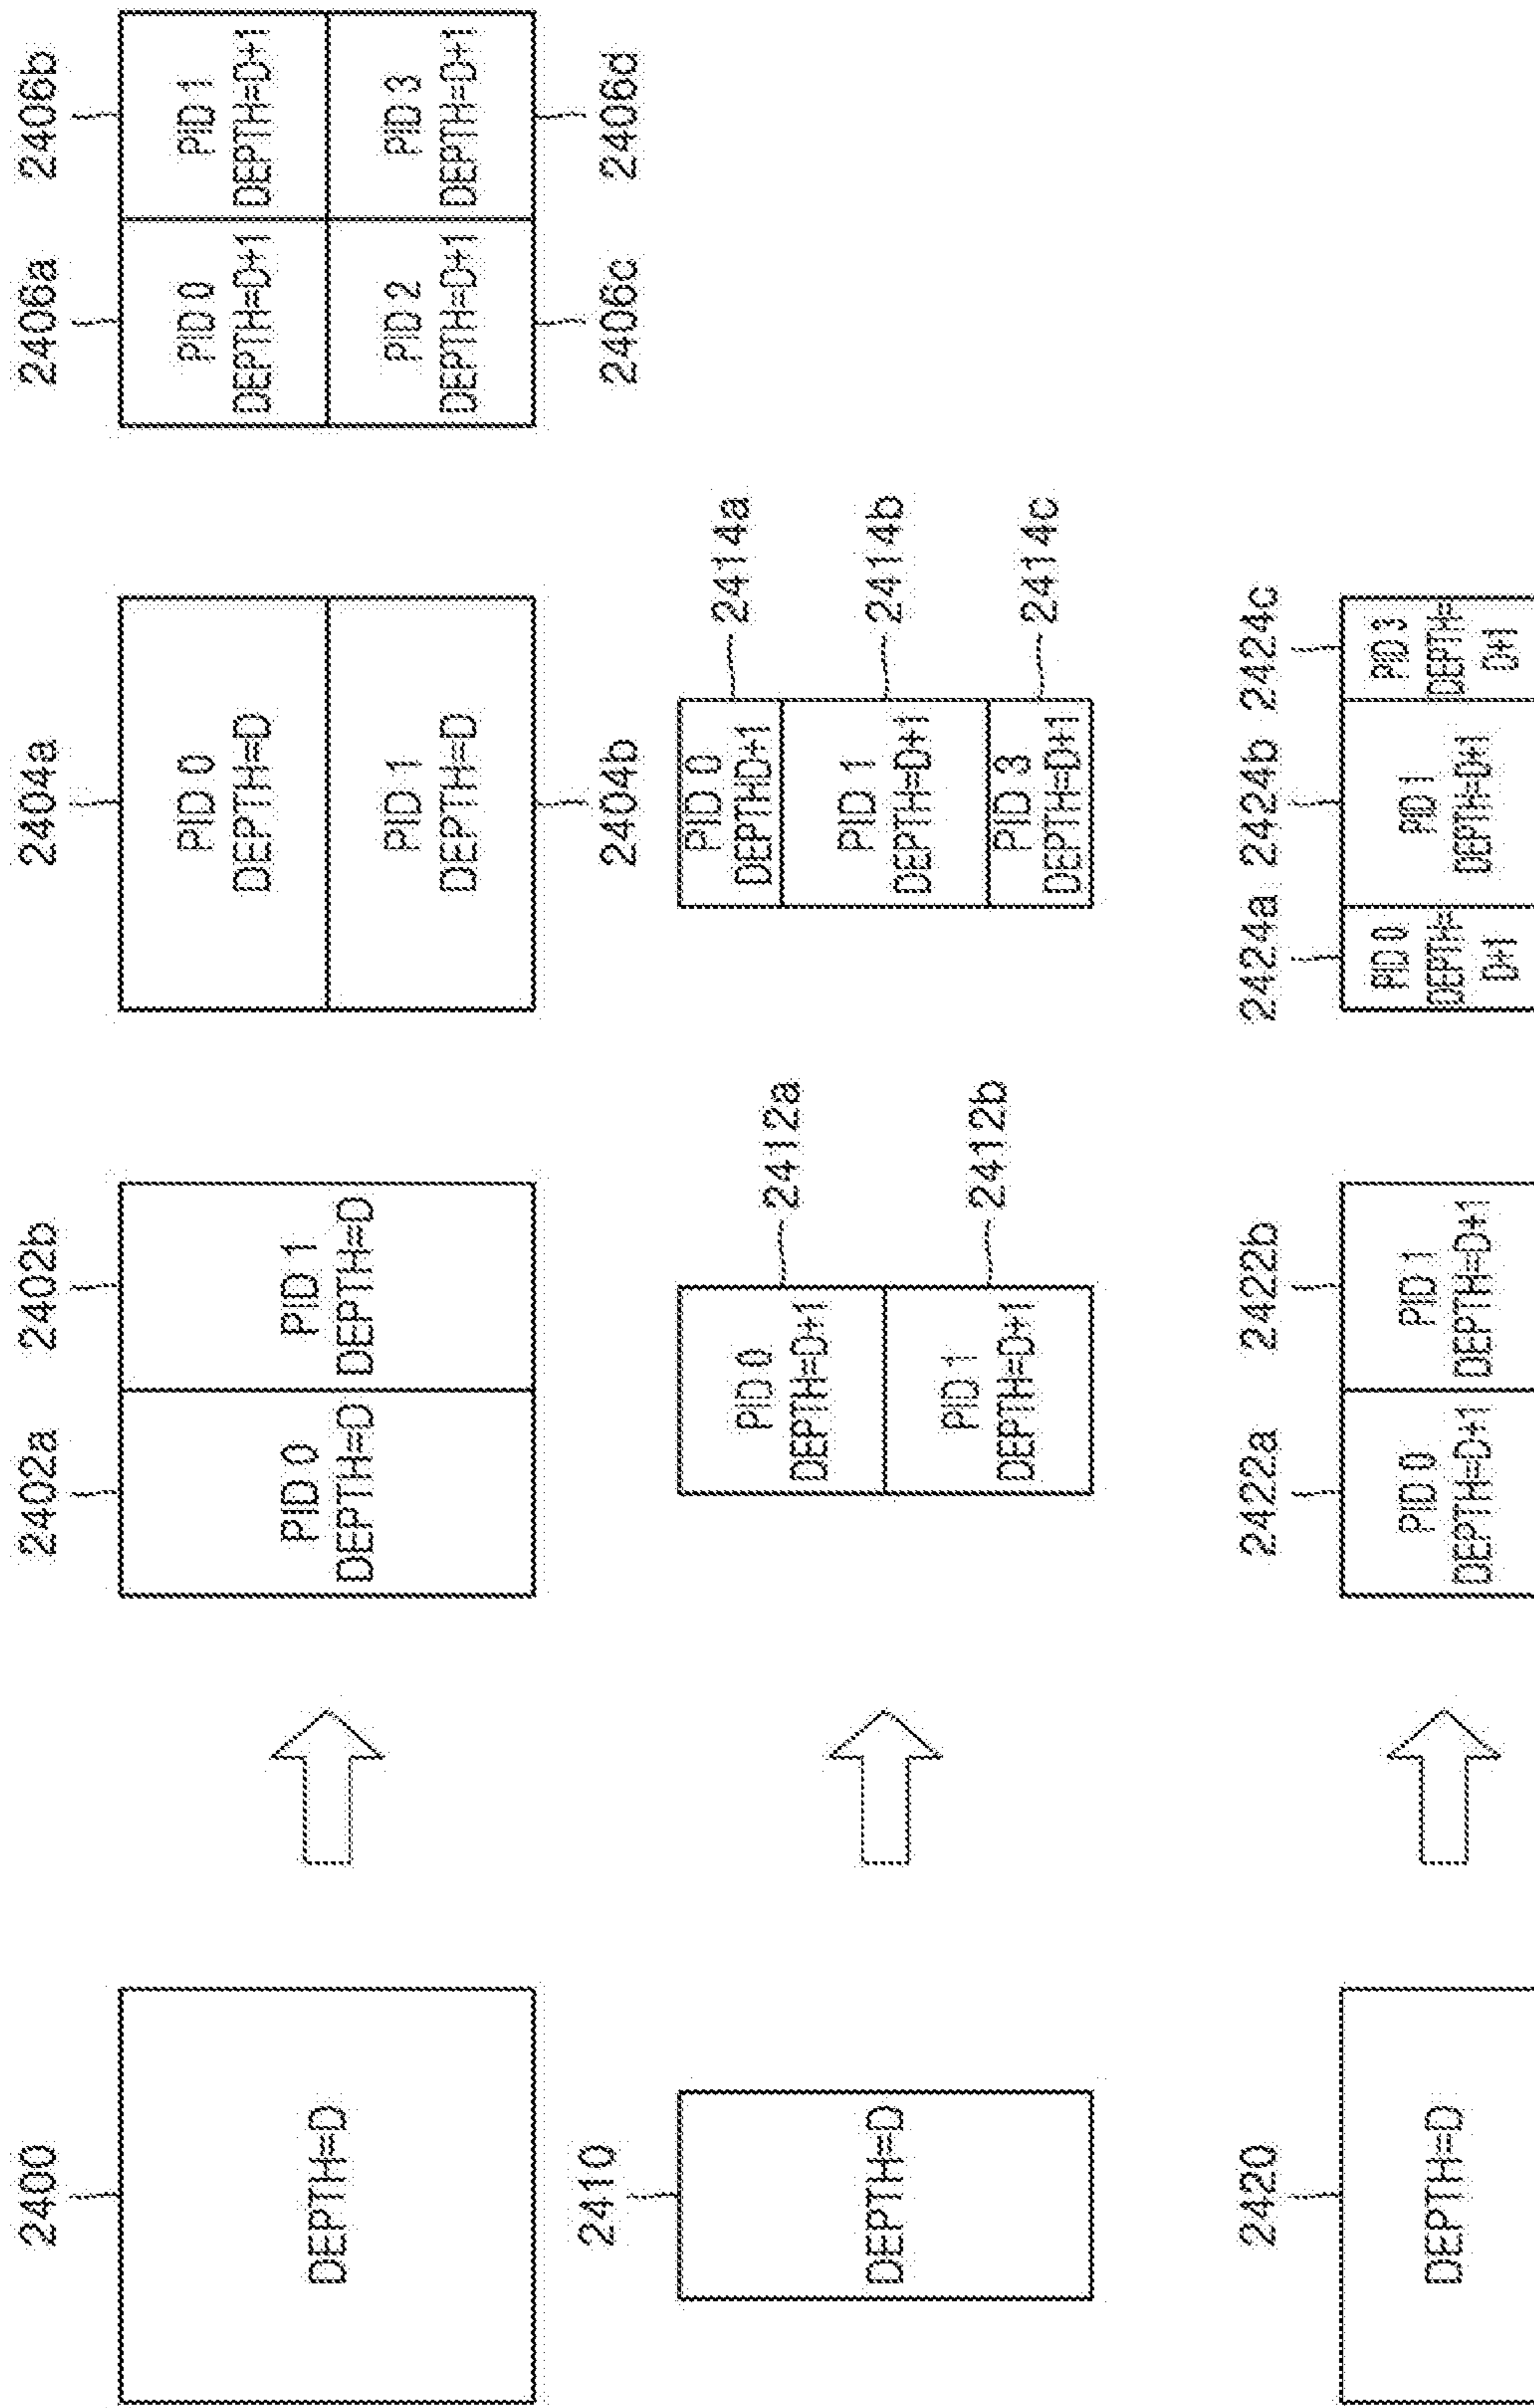 2400
DEPTH=D
2402a
2402b
PID 0
DEPTH=D
PID 1
DEPTH=D
2404a
PID 0
DEPTH=D
PID 1
DEPTH=D
2404b
2406a
2406b
PID 0
DEPTH=D+1
PID 1
DEPTH=D+1
PID 2
DEPTH=D+1
PID 3
DEPTH=D+1
2406c
2406d
2410
DEPTH=D
PID 0
DEPTH=D+1
2412a
PID 1
DEPTH=D+1
2412b
PID 0
DEPTHD+1
2414a
PID 1
DEPTH=D+1
2414b
PID 3
DEPTH=D+1
2414c
2420
DEPTH=D
2422a
2422b
PID 0
DEPTH=D+1
PID 1
DEPTH=D+1
2424a
2424b
2424c
PID 0
DEPTH=
D+1
PID 1
DEPTH=D+1
PID 3
DEPTH=
D+1